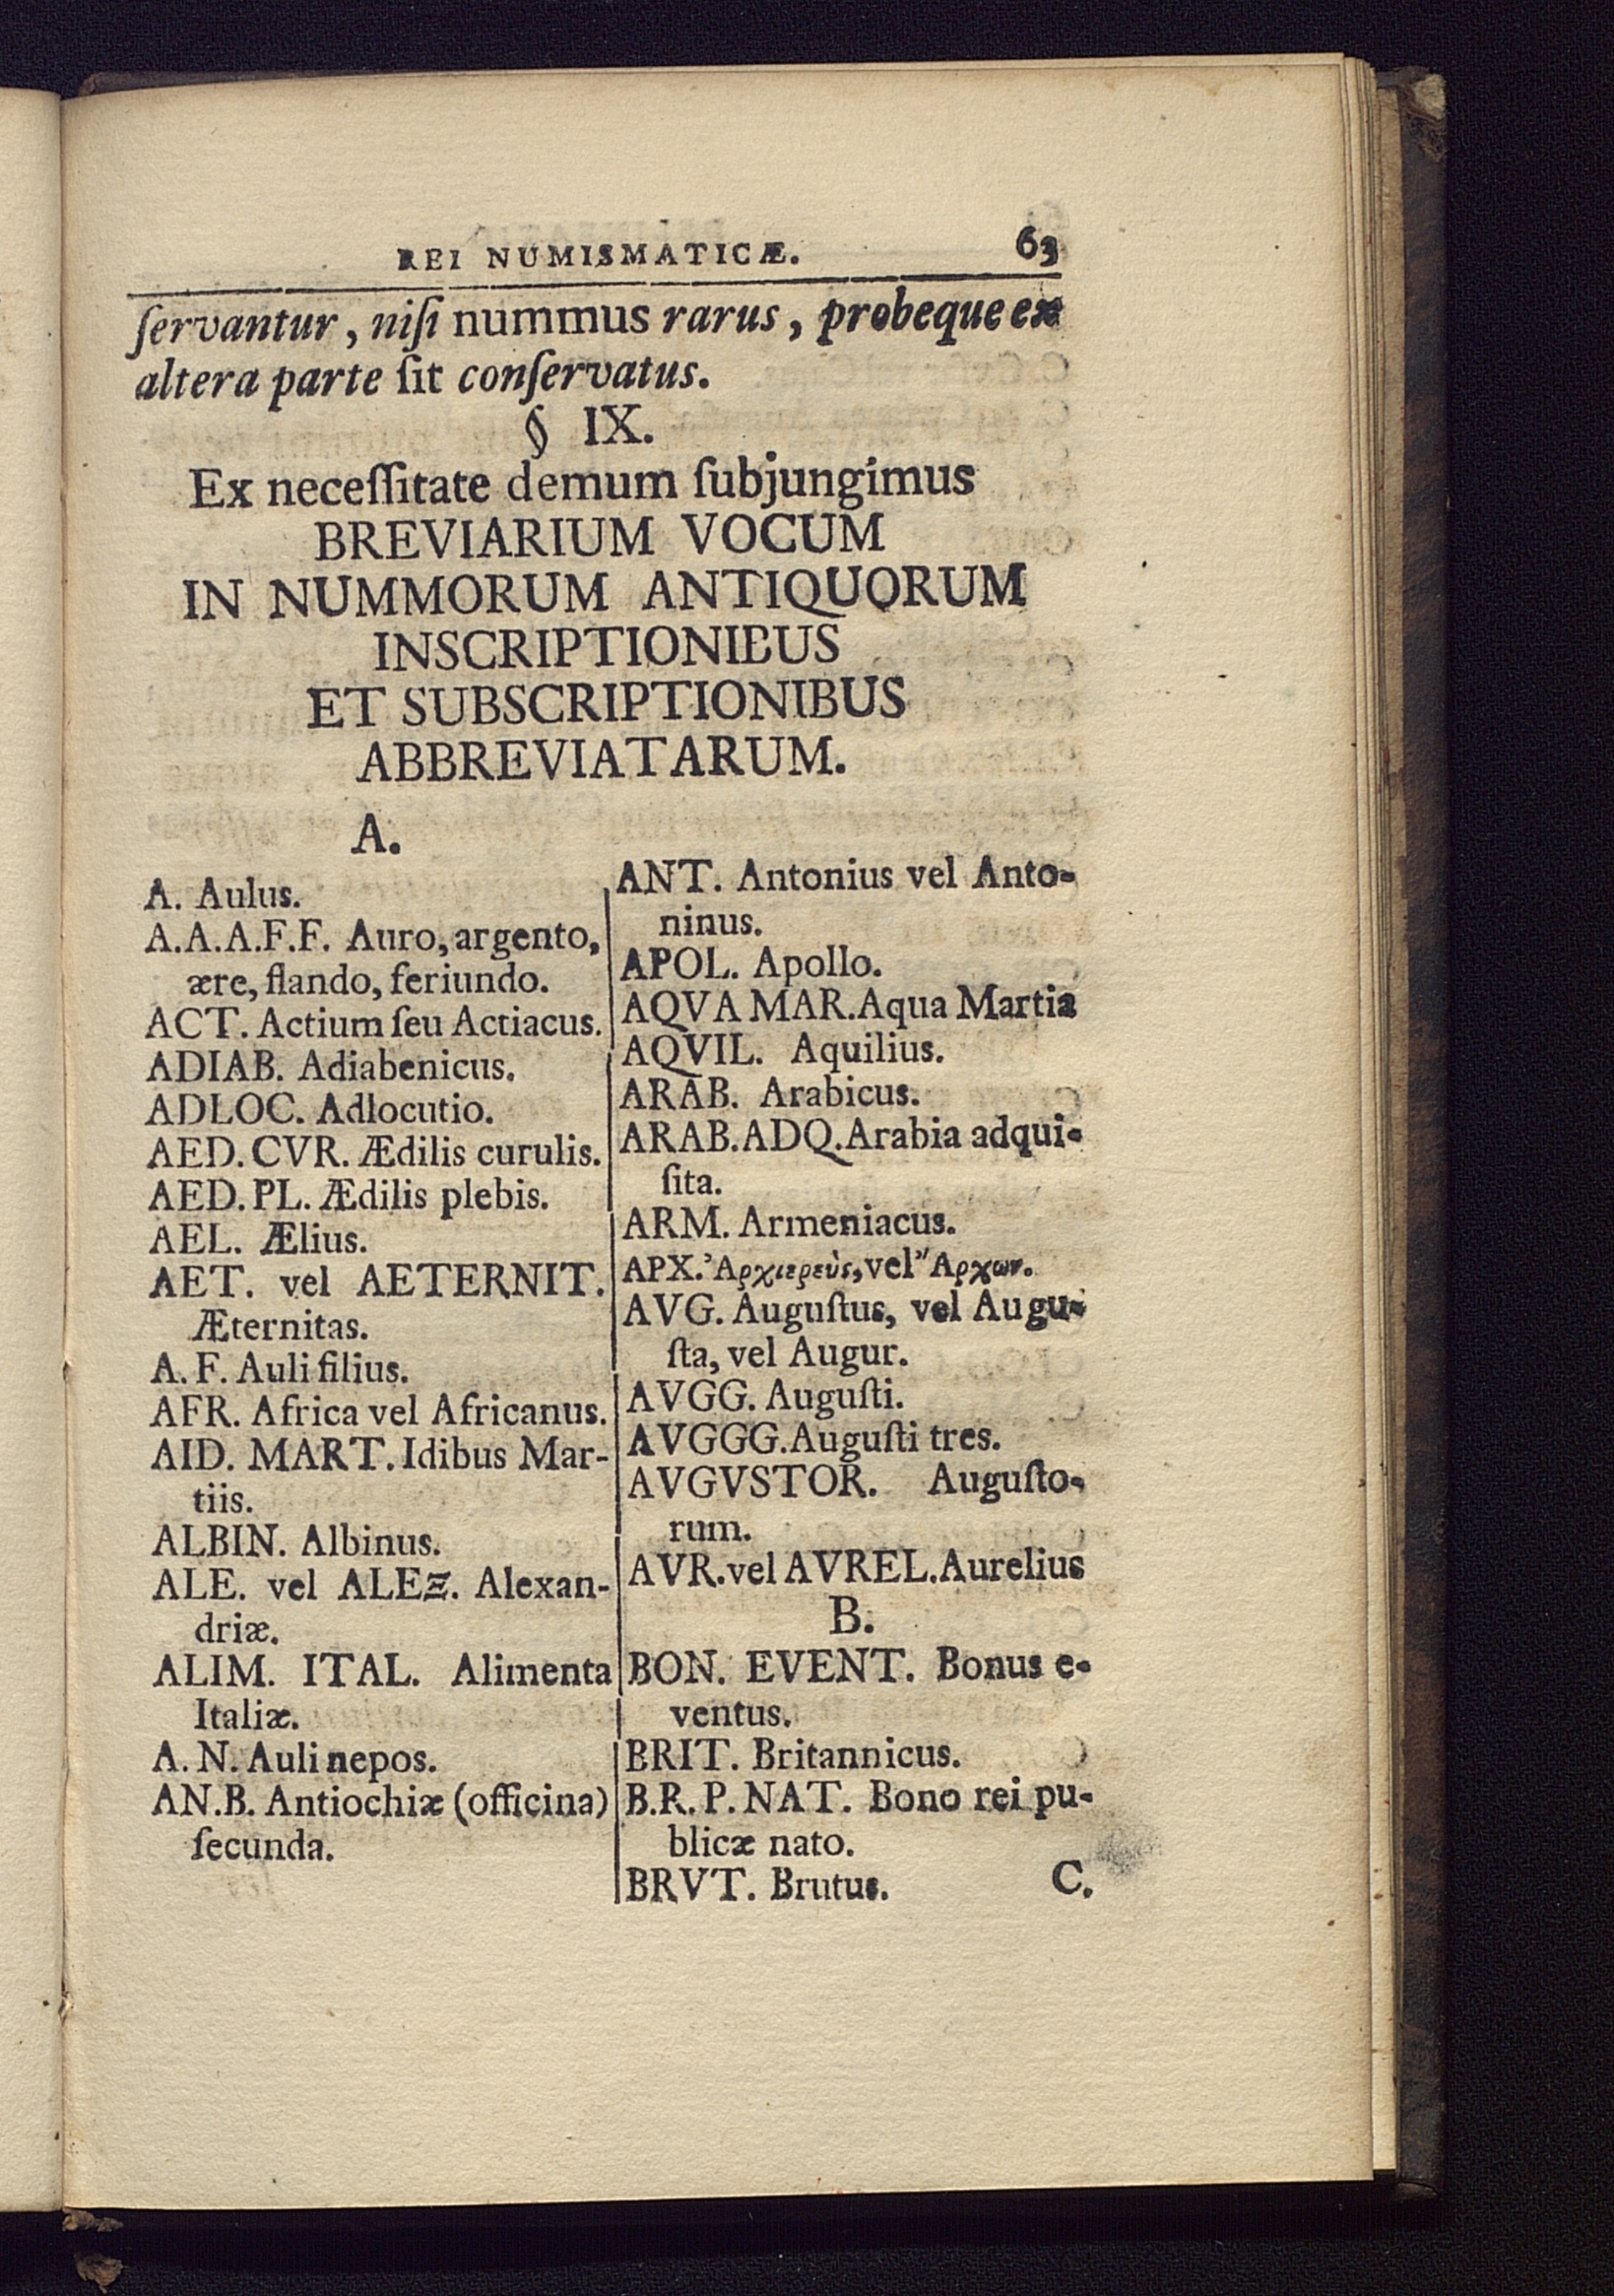 REI NUMISMATICÆ. 63
ſervantur, niſi nummus rarus, probeque ex
altera parte ſit conſervatus.
§ IX.
Ex neceſſitate demum ſubjungimus
BREVIARIUM VOCUM
IN NUMMORUM ANTIQUORUM
INSCRIPTIONIBUS
ET SUBSCRIPTIONIBUS
ABBREVIATARUM.
A.
A. Aulus.
A.A.A.F.F. Auro, argento,
ære, flando, feriundo.
ACT. Actium ſeu Actiacus.
ADIAB. Adiabenicus.
ADLOC. Adlocutio.
AED. CVR. Ædilis curulis.
AED. PL. Ædilis plebis.
AEL. Ælius.
AET. vel AETERNIT.
Æternitas.
A. F. Auli filius.
AFR. Africa vel Africanus.
AID. MART. Idibus Mar-
tiis.
ALBIN. Albinus.
ALE. vel ALEΞ. Alexan-
driæ.
ALIM. ITAL. Alimenta
Italiæ.
A. N. Auli nepos.
AN.B. Antiochiæ (officina)
ſecunda.
ANT. Antonius vel Anto-
ninus.
APOL. Apollo.
AQVA MAR. Aqua Martia
AQVIL. Aquilius.
ARAB. Arabicus.
ARAB. ADQ. Arabia adqui-
ſita.
ARM. Armeniacus.
APX. Ἀρχιερεὺς, vel Ἄρχων.
AVG. Auguſtus, vel Augu-
ſta, vel Augur.
AVGG. Auguſti.
AVGGG. Auguſti tres.
AVGVSTOR. Auguſto-
rum.
AVR. vel AVREL. Aurelius
B.
BON. EVENT. Bonus e-
ventus.
BRIT. Britannicus.
B.R.P. NAT. Bono rei pu-
blicæ nato.
BRVT. Brutus.
C.